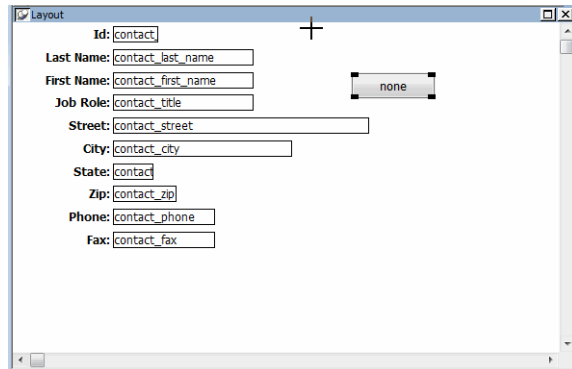 Layout
Id: contact_
Last Name: contact_last_name
First Name: contact_first_name
none
Job Role: contact_title
Street: contact_street
City: contact_city
State: contact
Zip: contact_zip
Phone: contact_phone
Fax: contact_fax